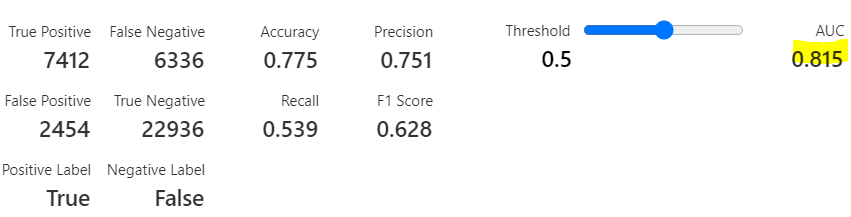 True Positive False Negative Accuracy Precision Threshold AUC
7412 6336 0.775 0.751 0.5 0.815
False Positive True Negative Recall F1 Score
2454 22936 0.539 0.628
Positive Label Negative Label
True False